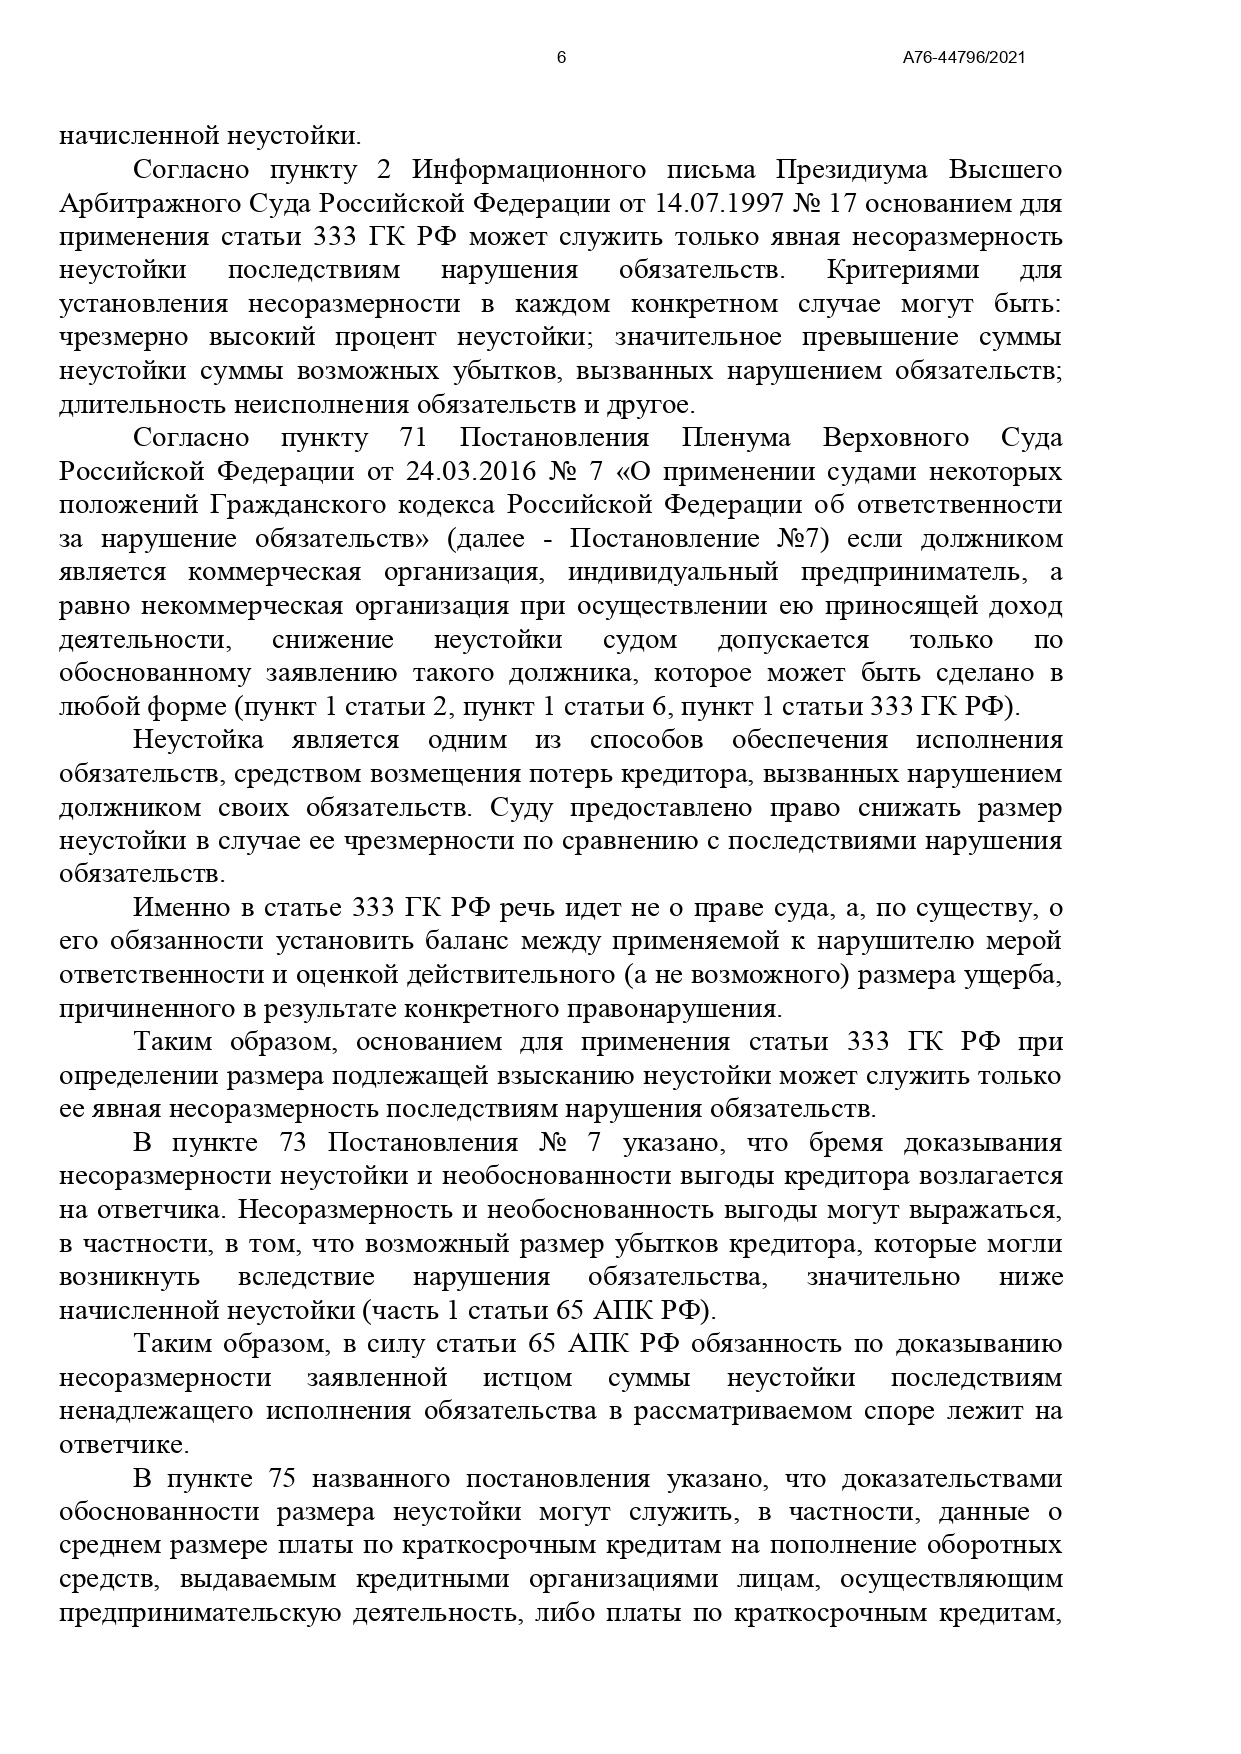 6
А76-44796/2021
начисленной неустойки.
Согласно пункту 2 Информационного письма Президиума Высшего
Арбитражного Суда Российской Федерации от 14.07.1997 № 17 основанием для
применения статьи 333 ГК РФ может служить только явная несоразмерность
неустойки последствиям нарушения обязательств. Критериями для
установления несоразмерности в каждом конкретном случае могут быть:
чрезмерно высокий процент неустойки; значительное превышение суммы
неустойки суммы возможных убытков, вызванных нарушением обязательств;
длительность неисполнения обязательств и другое.
Согласно пункту 71 Постановления Пленума Верховного Суда
Российской Федерации от 24.03.2016 № 7 «О применении судами некоторых
положений Гражданского кодекса Российской Федерации об ответственности
за нарушение обязательств» (далее - Постановление №7) если должником
является коммерческая организация, индивидуальный предприниматель, а
равно некоммерческая организация при осуществлении ею приносящей доход
деятельности, снижение неустойки судом допускается только по
обоснованному заявлению такого должника, которое может быть сделано в
любой форме (пункт 1 статьи 2, пункт 1 статьи 6, пункт 1 статьи 333 ГК РФ).
Неустойка является одним из способов обеспечения исполнения
обязательств, средством возмещения потерь кредитора, вызванных нарушением
должником своих обязательств. Суду предоставлено право снижать размер
неустойки в случае ее чрезмерности по сравнению с последствиями нарушения
обязательств.
Именно в статье 333 ГК РФ речь идет не о праве суда, а, по существу, о
его обязанности установить баланс между применяемой к нарушителю мерой
ответственности и оценкой действительного (а не возможного) размера ущерба,
причиненного в результате конкретного правонарушения.
Таким образом, основанием для применения статьи 333 ГК РФ при
определении размера подлежащей взысканию неустойки может служить только
ее явная несоразмерность последствиям нарушения обязательств.
В пункте 73 Постановления № 7 указано, что бремя доказывания
несоразмерности неустойки и необоснованности выгоды кредитора возлагается
на ответчика. Несоразмерность и необоснованность выгоды могут выражаться,
в частности, в том, что возможный размер убытков кредитора, которые могли
возникнуть вследствие нарушения обязательства, значительно ниже
начисленной неустойки (часть 1 статьи 65 АПК РФ).
Таким образом, в силу статьи 65 АПК РФ обязанность по доказыванию
несоразмерности заявленной истцом суммы неустойки последствиям
ненадлежащего исполнения обязательства в рассматриваемом споре лежит на
ответчике.
В пункте 75 названного постановления указано, что доказательствами
обоснованности размера неустойки могут служить, в частности, данные о
среднем размере платы по краткосрочным кредитам на пополнение оборотных
средств, выдаваемым кредитными организациями лицам, осуществляющим
предпринимательскую деятельность, либо платы по краткосрочным кредитам,